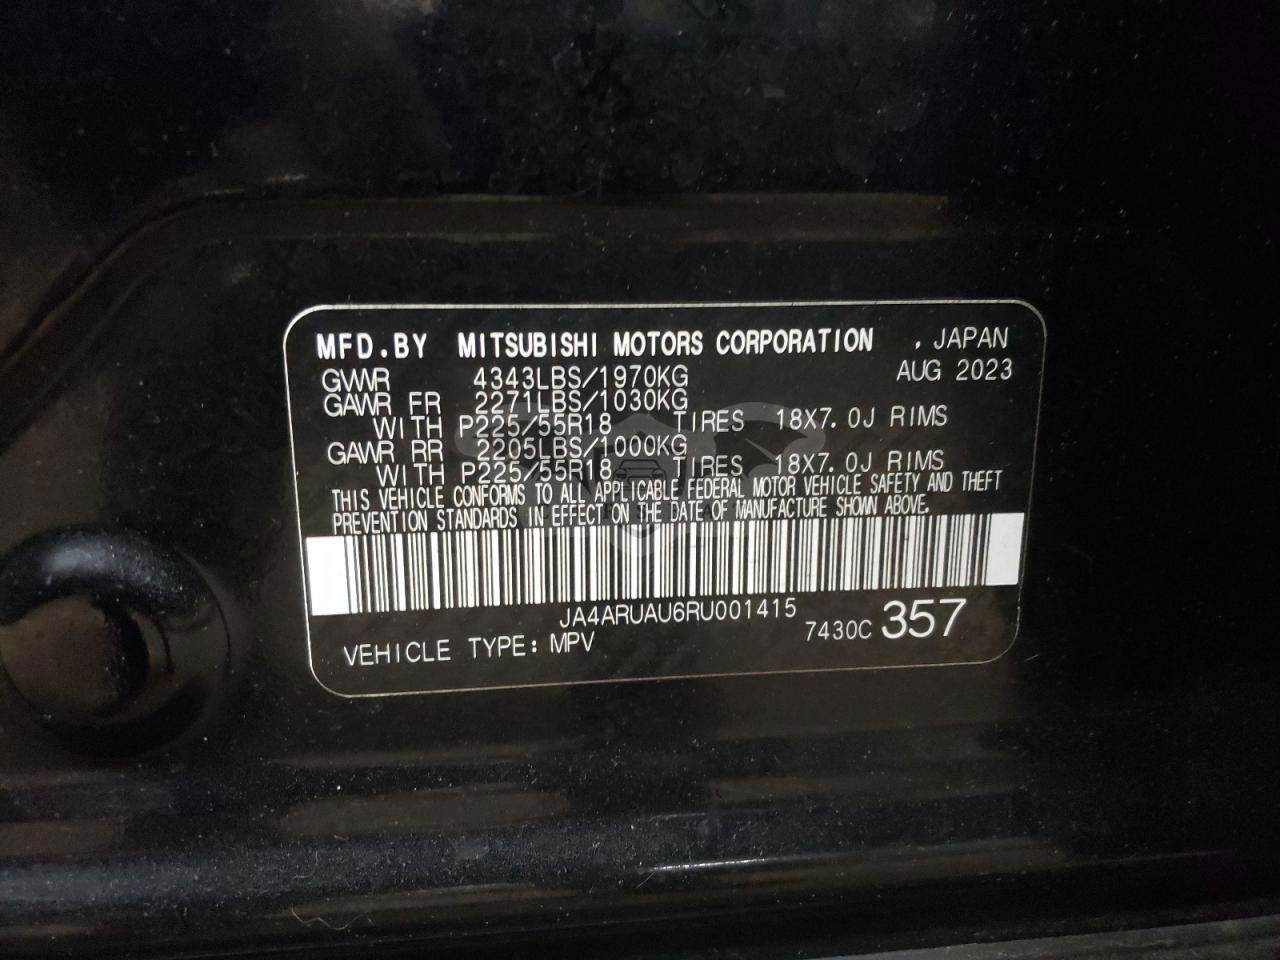 MFD.BY MITSUBISHI MOTORS CORPORATION , JAPAN
GVWR 4343LBS/1970KG AUG 2023
GAWR FR 2271LBS/1030KG
WITH P225/55R18 TIRES 18X7.0J RIMS
GAWR RR 2205LBS/1000KG
WITH P225/55R18 TIRES 18X7.0J RIMS
THIS VEHICLE CONFORMS TO ALL APPLICABLE FEDERAL MOTOR VEHICLE SAFETY AND THEFT
PREVENTION STANDARDS IN EFFECT ON THE DATE OF MANUFACTURE SHOWN ABOVE.
JA4ARUAU6RU001415
VEHICLE TYPE: MPV 7430C 357